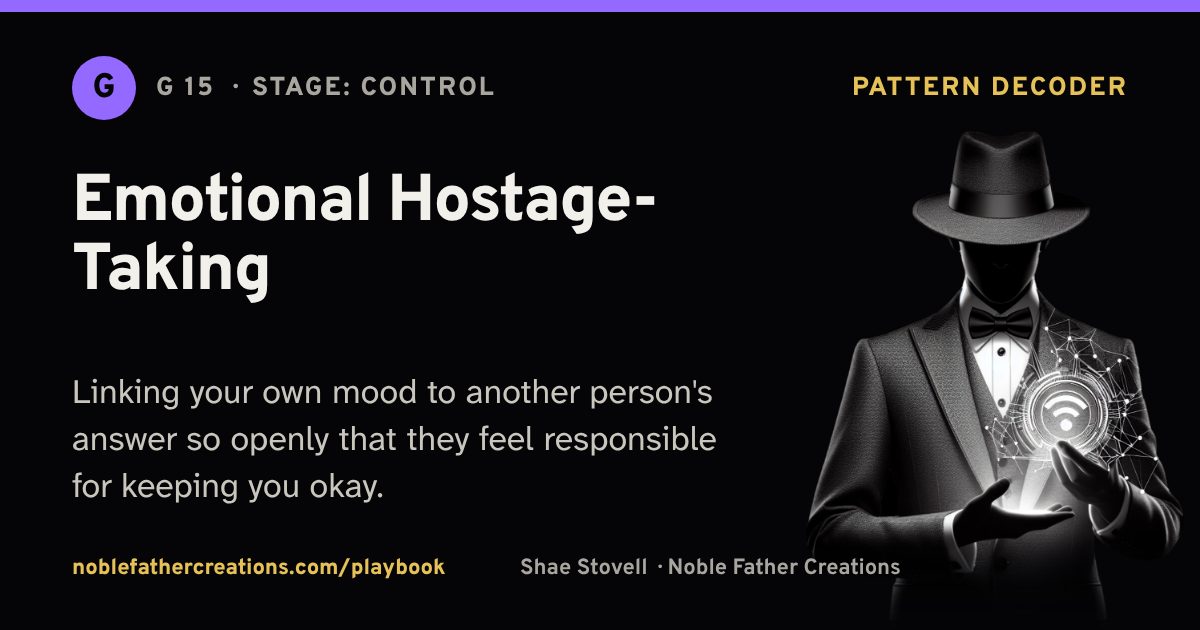 G
G 15 · STAGE: CONTROL
PATTERN DECODER
Emotional Hostage-
Taking
Linking your own mood to another person's
answer so openly that they feel responsible
for keeping you okay.
noblefathercreations.com/playbook
Shae Stovell · Noble Father Creations